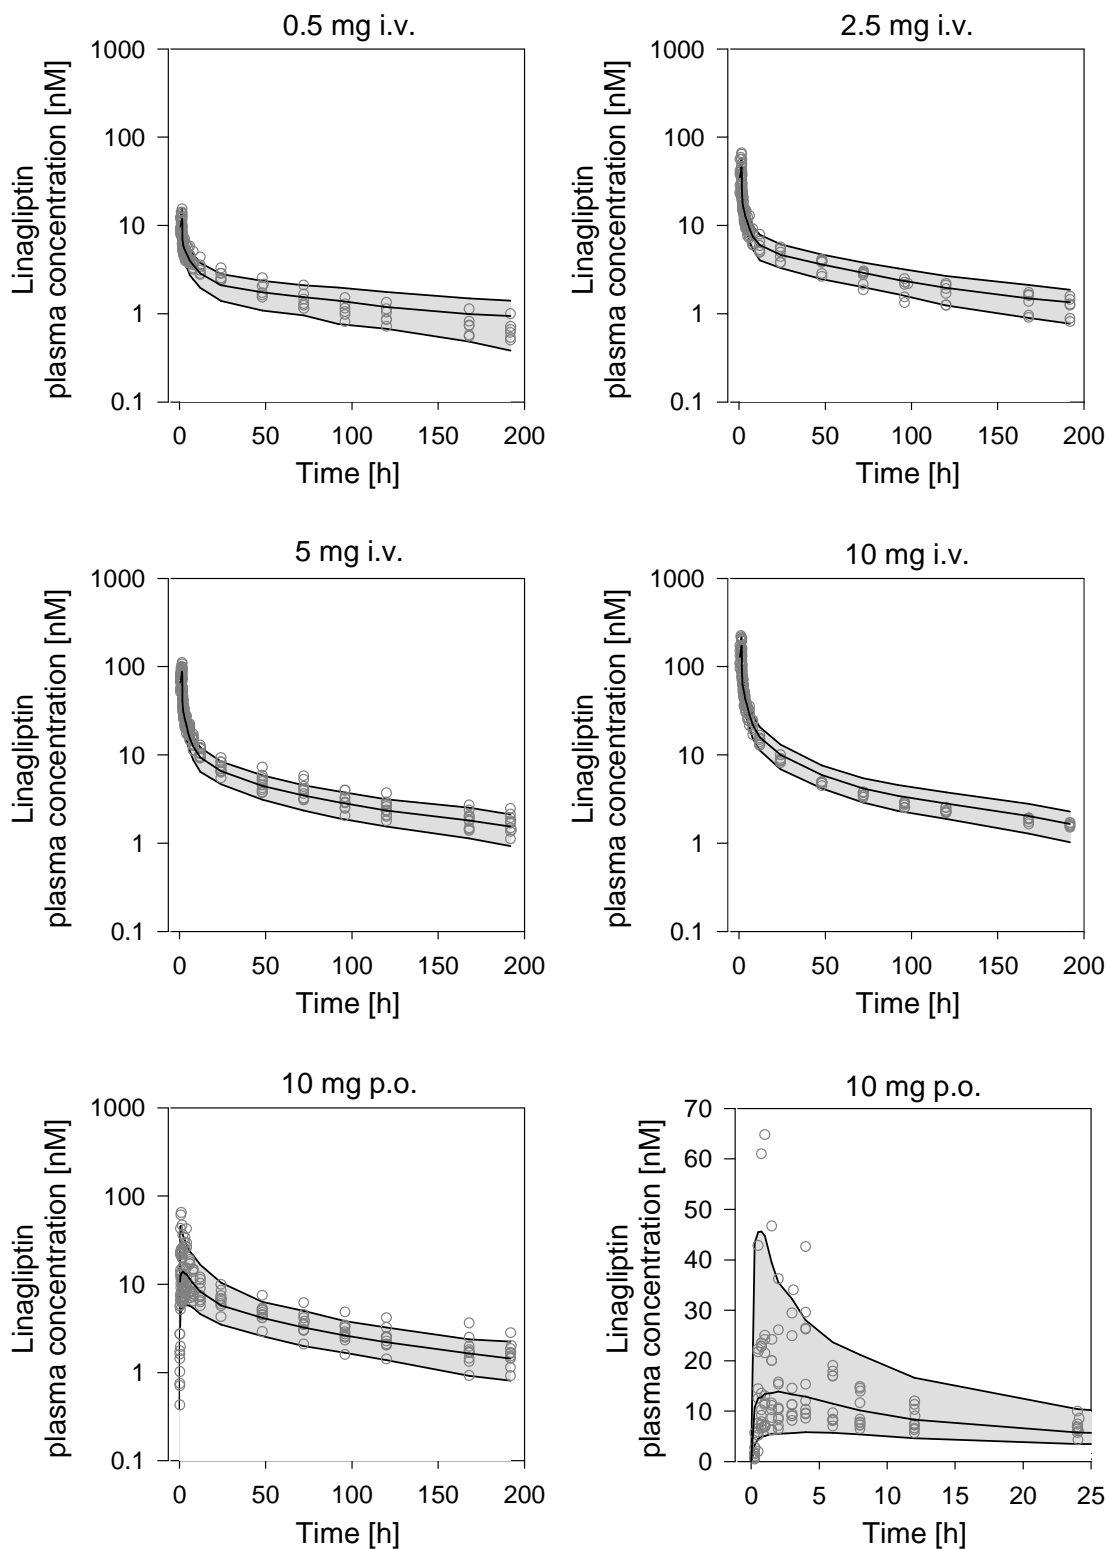 0.5 mg i.v.
Linagliptin
plasma concentration [nM]
1000
100
10
1
0.1
0 50 100 150 200
Time [h]
2.5 mg i.v.
Linagliptin
plasma concentration [nM]
1000
100
10
1
0.1
0 50 100 150 200
Time [h]
5 mg i.v.
Linagliptin
plasma concentration [nM]
1000
100
10
1
0.1
0 50 100 150 200
Time [h]
10 mg i.v.
Linagliptin
plasma concentration [nM]
1000
100
10
1
0.1
0 50 100 150 200
Time [h]
10 mg p.o.
Linagliptin
plasma concentration [nM]
1000
100
10
1
0.1
0 50 100 150 200
Time [h]
10 mg p.o.
Linagliptin
plasma concentration [nM]
70
60
50
40
30
20
10
0
0 5 10 15 20 25
Time [h]